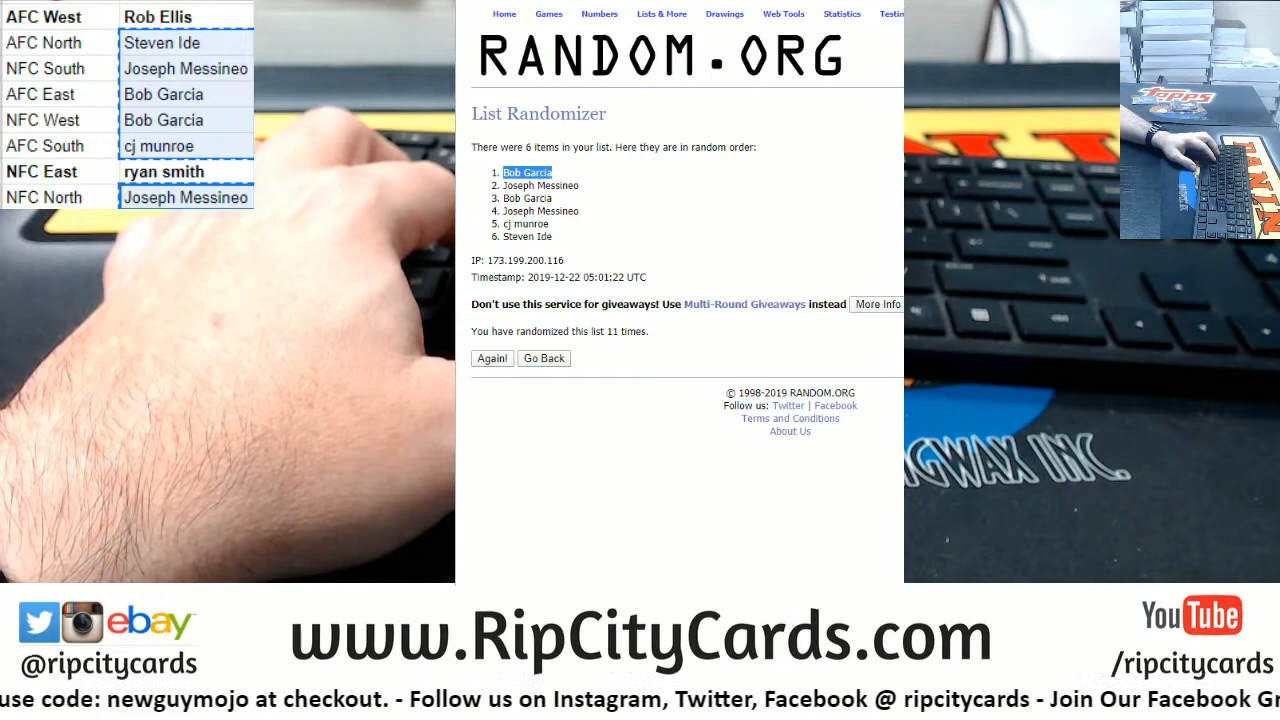 AFC West Rob Ellis
AFC North Steven Ide
NFC South Joseph Messineo
AFC East Bob Garcia
NFC West Bob Garcia
AFC South cj munroe
NFC East ryan smith
NFC North Joseph Messineo
Home Games Numbers Lists & More Drawings Web Tools Statistics Testin
RANDOM.ORG
List Randomizer
There were 6 items in your list. Here they are in random order:
1. Bob Garcia
2. Joseph Messineo
3. Bob Garcia
4. Joseph Messineo
5. cj munroe
6. Steven Ide
IP: 173.199.200.116
Timestamp: 2019-12-22 05:01:22 UTC
Don't use this service for giveaways! Use Multi-Round Giveaways instead More Info
You have randomized this list 11 times.
Again! Go Back
© 1998-2019 RANDOM.ORG
Follow us: Twitter | Facebook
Terms and Conditions
About Us
topps
PANIN
GWAX INC.
ebay
@ripcitycards
www.RipCityCards.com
YouTube
/ripcitycards
use code: newguymojo at checkout. - Follow us on Instagram, Twitter, Facebook @ ripcitycards - Join Our Facebook Gr